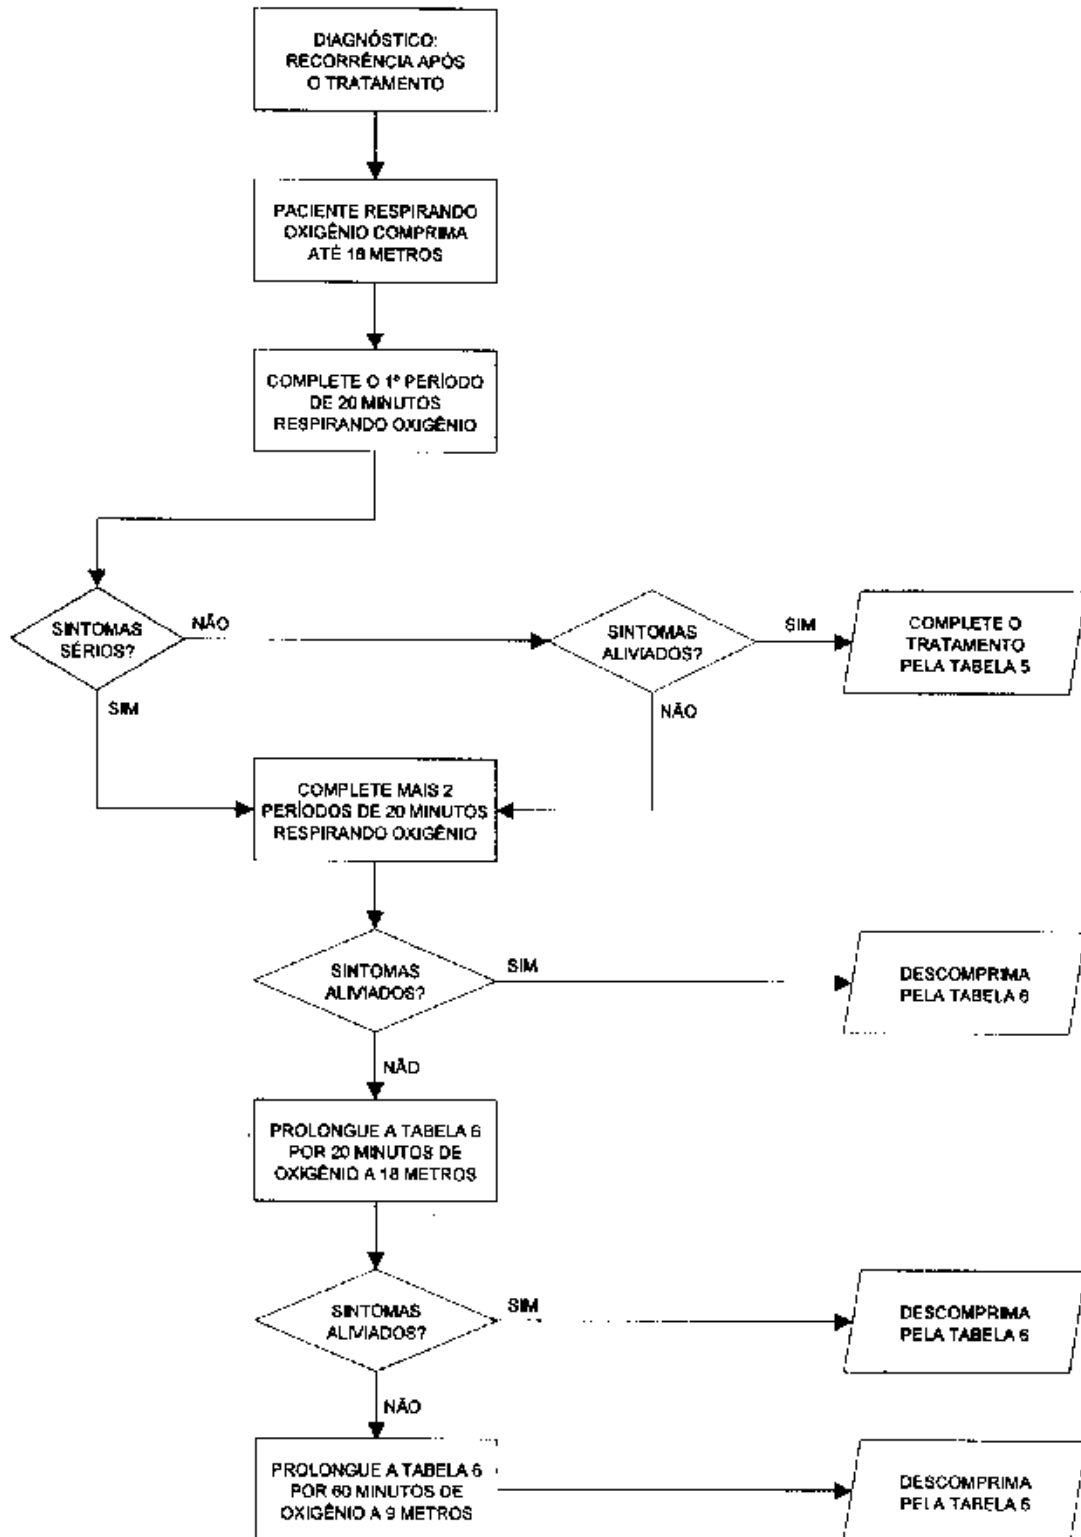 DIAGNÓSTICO:
RECORRÊNCIA APÓS
O TRATAMENTO
PACIENTE RESPIRANDO
OXIGÊNIO COMPRIMA
ATÉ 18 METROS
COMPLETE O 1º PERÍODO
DE 20 MINUTOS
RESPIRANDO OXIGÊNIO
SINTOMAS
SÉRIOS?
NÃO
SINTOMAS
ALIVIADOS?
SIM
COMPLETE O
TRATAMENTO
PELA TABELA 5
SIM
NÃO
COMPLETE MAIS 2
PERÍODOS DE 20 MINUTOS
RESPIRANDO OXIGÊNIO
SINTOMAS
ALIVIADOS?
SIM
DESCOMPRIMA
PELA TABELA 6
NÃO
PROLONGUE A TABELA 6
POR 20 MINUTOS DE
OXIGÊNIO A 18 METROS
SINTOMAS
ALIVIADOS?
SIM
DESCOMPRIMA
PELA TABELA 6
NÃO
PROLONGUE A TABELA 6
POR 60 MINUTOS DE
OXIGÊNIO A 9 METROS
DESCOMPRIMA
PELA TABELA 6